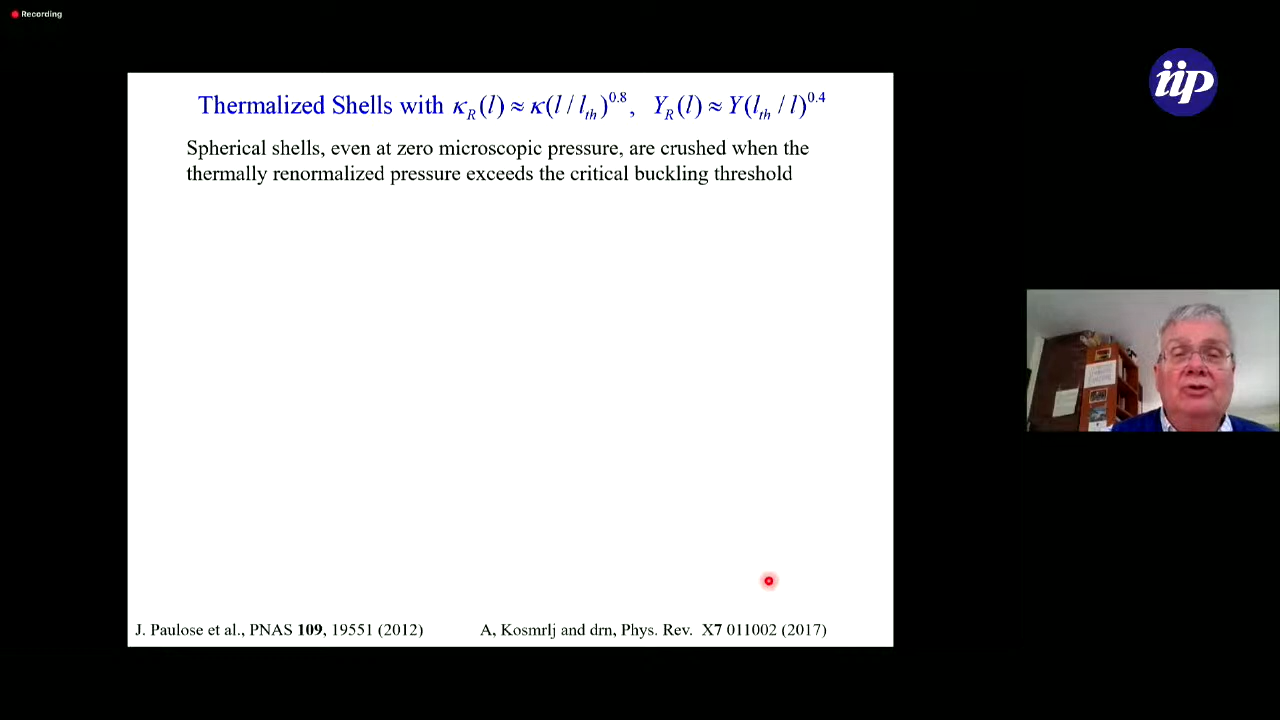 Recording
iip
Thermalized Shells with κ_R(l) ≈ κ(l / l_th)^0.8, Y_R(l) ≈ Y(l_th / l)^0.4
Spherical shells, even at zero microscopic pressure, are crushed when the
thermally renormalized pressure exceeds the critical buckling threshold
J. Paulose et al., PNAS 109, 19551 (2012)
A, Kosmrlj and drn, Phys. Rev. X7 011002 (2017)